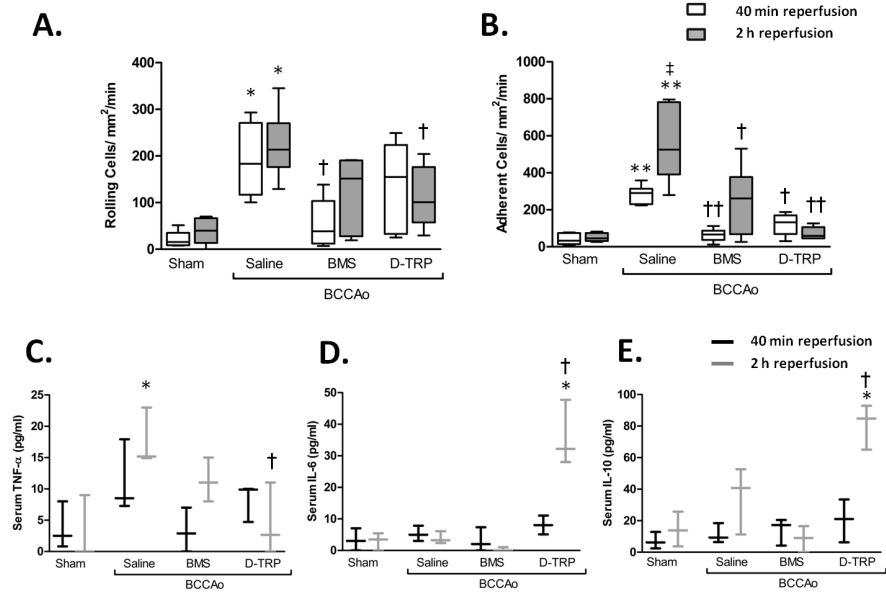 40 min reperfusion
2 h reperfusion
A.
Rolling Cells/ mm²/min
400
300
200
100
0
* * † †
Sham Saline BMS D-TRP
BCCAo
B.
Adherent Cells/ mm²/min
1000
800
600
400
200
0
** ‡ ** †† † † ††
Sham Saline BMS D-TRP
BCCAo
C.
Serum TNF-α (pg/ml)
25
20
15
10
5
0
* †
Sham Saline BMS D-TRP
BCCAo
D.
Serum IL-6 (pg/ml)
50
40
30
20
10
0
†
*
Sham Saline BMS D-TRP
BCCAo
E.
40 min reperfusion
2 h reperfusion
Serum IL-10 (pg/ml)
100
80
60
40
20
0
†
*
Sham Saline BMS D-TRP
BCCAo